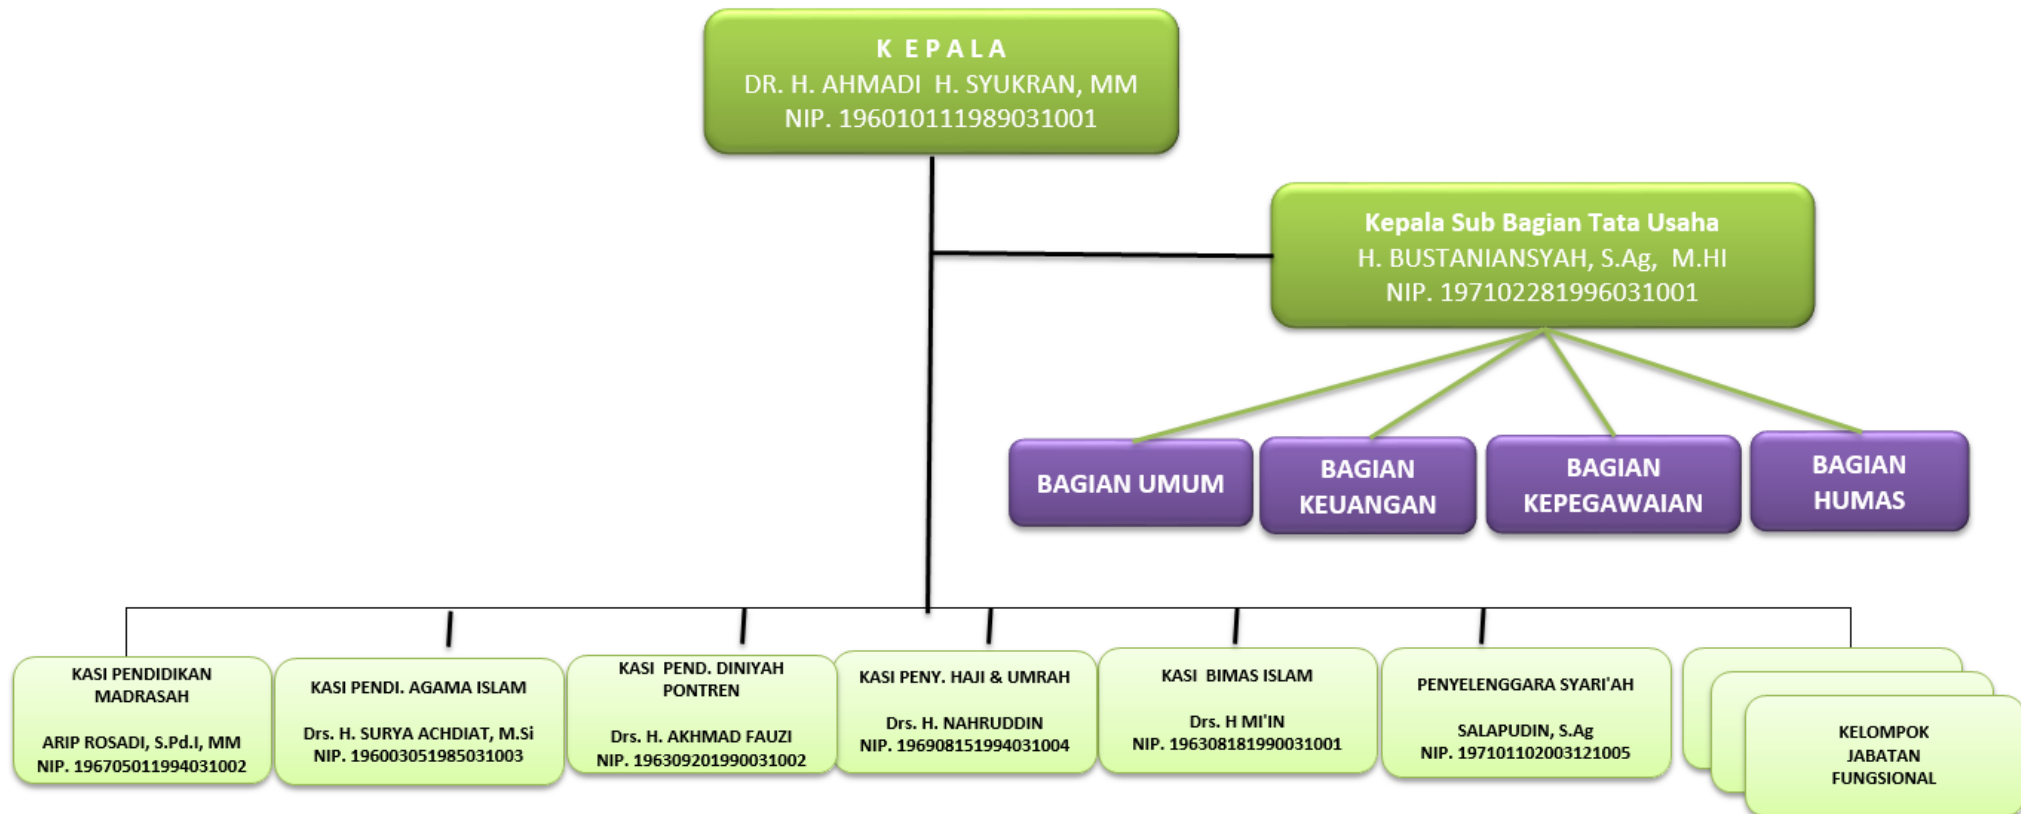 K EPALA
DR. H. AHMADI H. SYUKRAN, MM
NIP. 196010111989031001
Kepala Sub Bagian Tata Usaha
H. BUSTANIANSYAH, S.Ag, M.HI
NIP. 197102281996031001
BAGIAN UMUM
BAGIAN
KEUANGAN
BAGIAN
KEPEGAWAIAN
BAGIAN
HUMAS
KASI PENDIDIKAN
MADRASAH
ARIP ROSADI, S.Pd.I, MM
NIP. 196705011994031002
KASI PENDI. AGAMA ISLAM
Drs. H. SURYA ACHDIAT, M.Si
NIP. 196003051985031003
KASI PEND. DINIYAH
PONTREN
Drs. H. AKHMAD FAUZI
NIP. 196309201990031002
KASI PENY. HAJI & UMRAH
Drs. H. NAHRUDDIN
NIP. 196908151994031004
KASI BIMAS ISLAM
Drs. H MI'IN
NIP. 196308181990031001
PENYELENGGARA SYARI'AH
SALAPUDIN, S.Ag
NIP. 197101102003121005
KELOMPOK
JABATAN
FUNGSIONAL